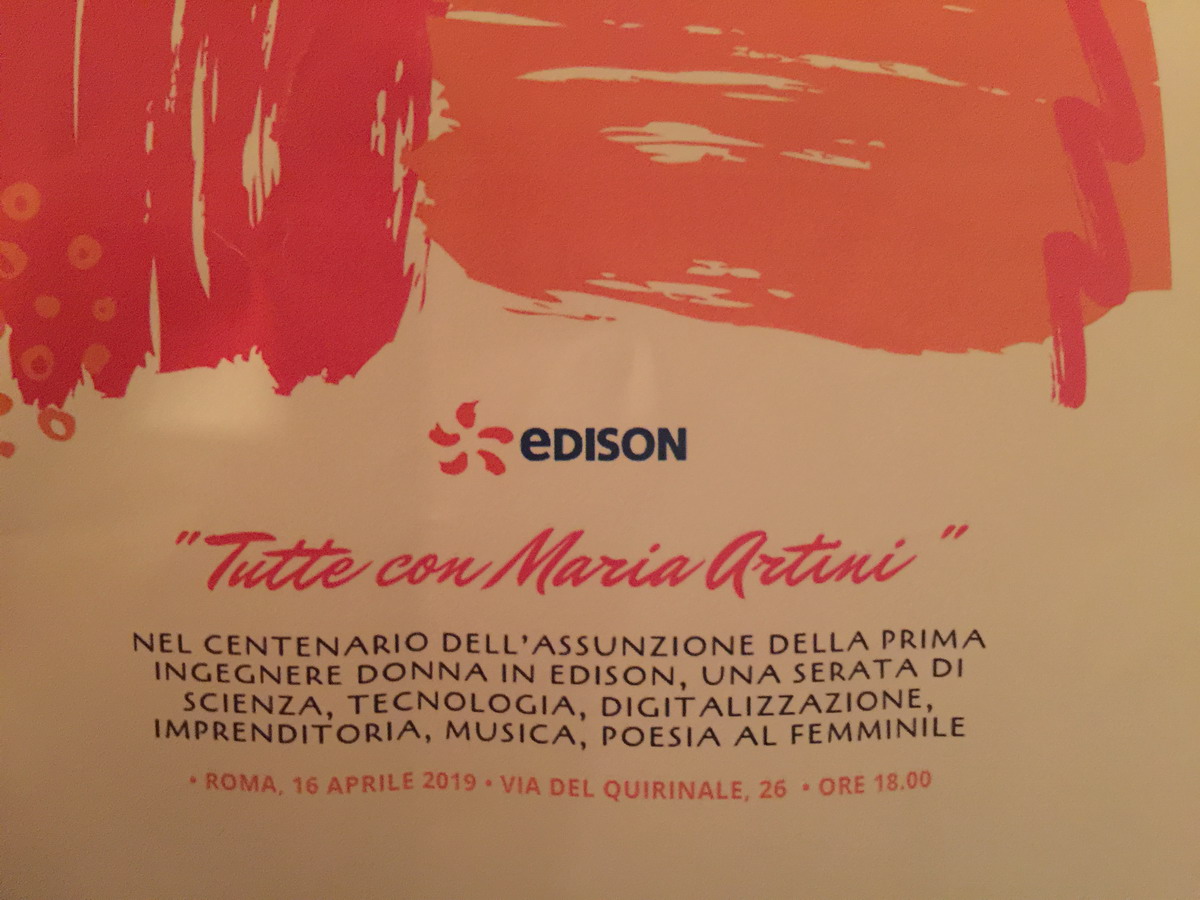 eDISON
"Tutte con Maria Artini"
NEL CENTENARIO DELL'ASSUNZIONE DELLA PRIMA
INGEGNERE DONNA IN EDISON, UNA SERATA DI
SCIENZA, TECNOLOGIA, DIGITALIZZAZIONE,
IMPRENDITORIA, MUSICA, POESIA AL FEMMINILE
• ROMA, 16 APRILE 2019 • VIA DEL QUIRINALE, 26 • ORE 18.00